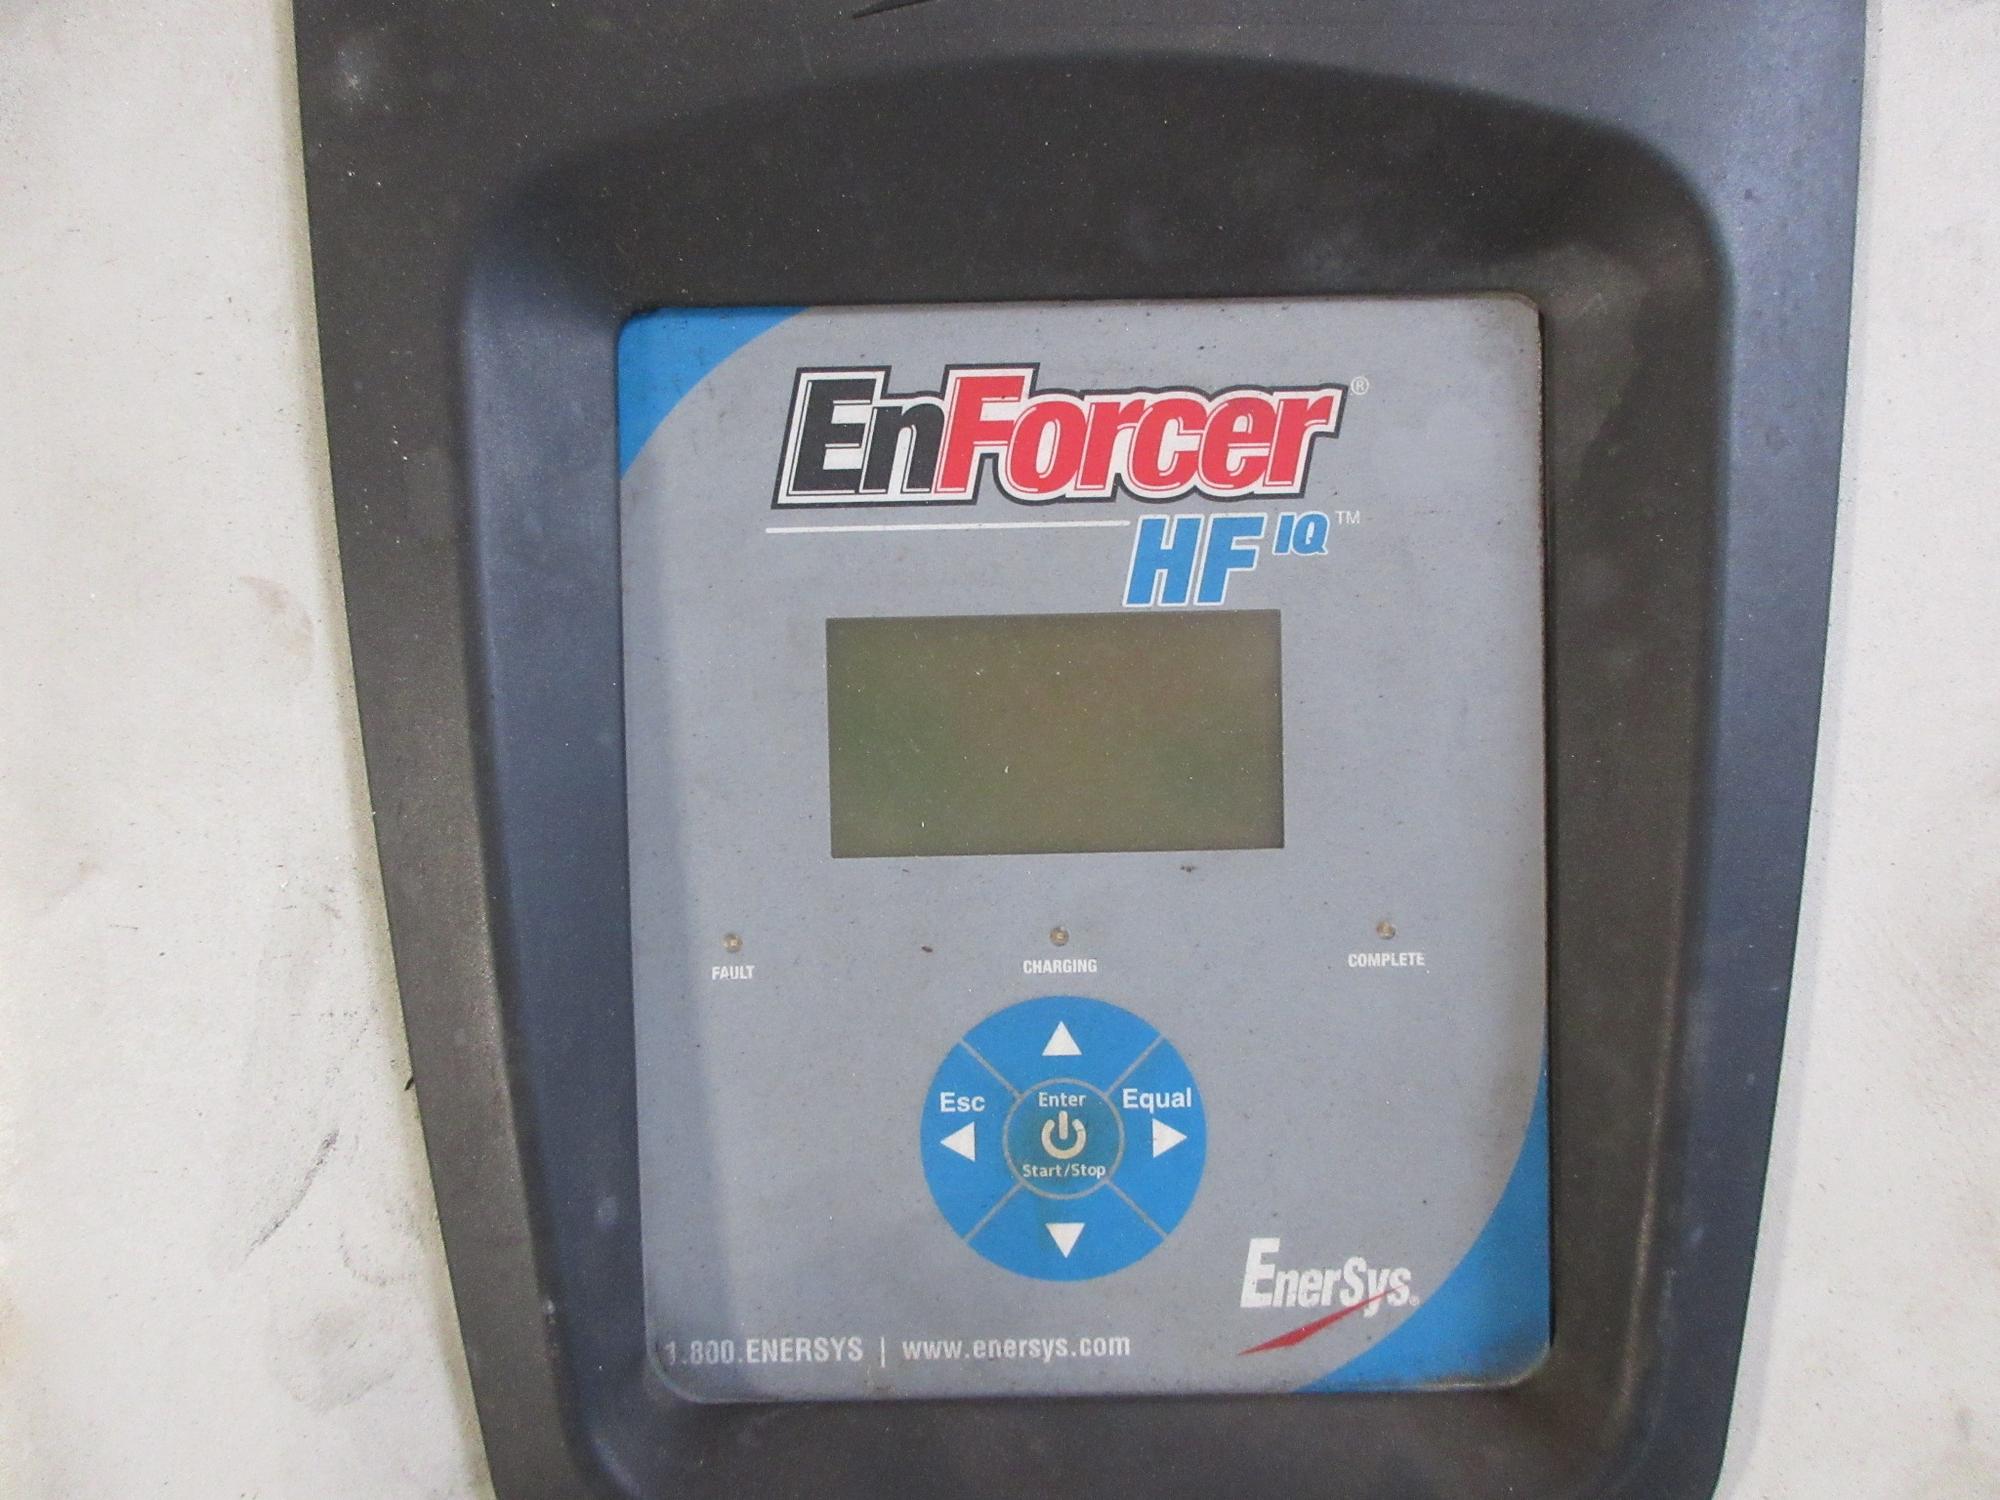 EnForcer®
HF IQ™
FAULT
CHARGING
COMPLETE
Esc
Enter
Equal
Start/Stop
EnerSys®
1.800.ENERSYS | www.enersys.com